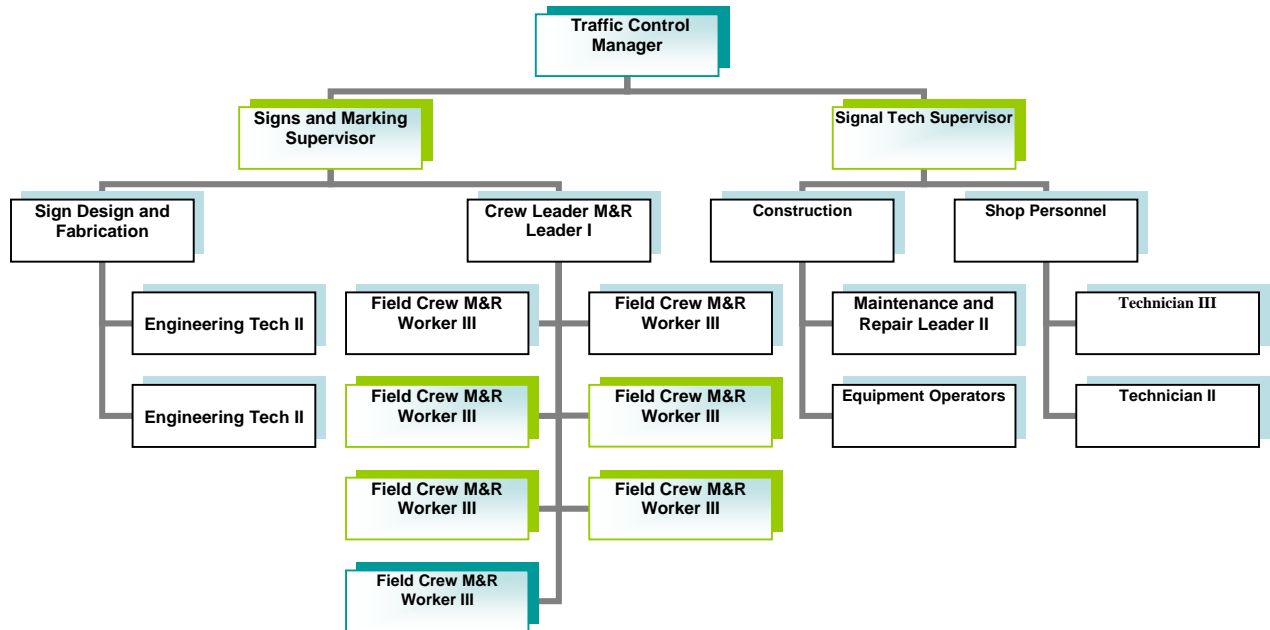 Traffic Control
Manager
Signs and Marking
Supervisor
Signal Tech Supervisor
Sign Design and
Fabrication
Crew Leader M&R
Leader I
Construction
Shop Personnel
Engineering Tech II
Field Crew M&R
Worker III
Field Crew M&R
Worker III
Maintenance and
Repair Leader II
Technician III
Engineering Tech II
Field Crew M&R
Worker III
Field Crew M&R
Worker III
Equipment Operators
Technician II
Field Crew M&R
Worker III
Field Crew M&R
Worker III
Field Crew M&R
Worker III